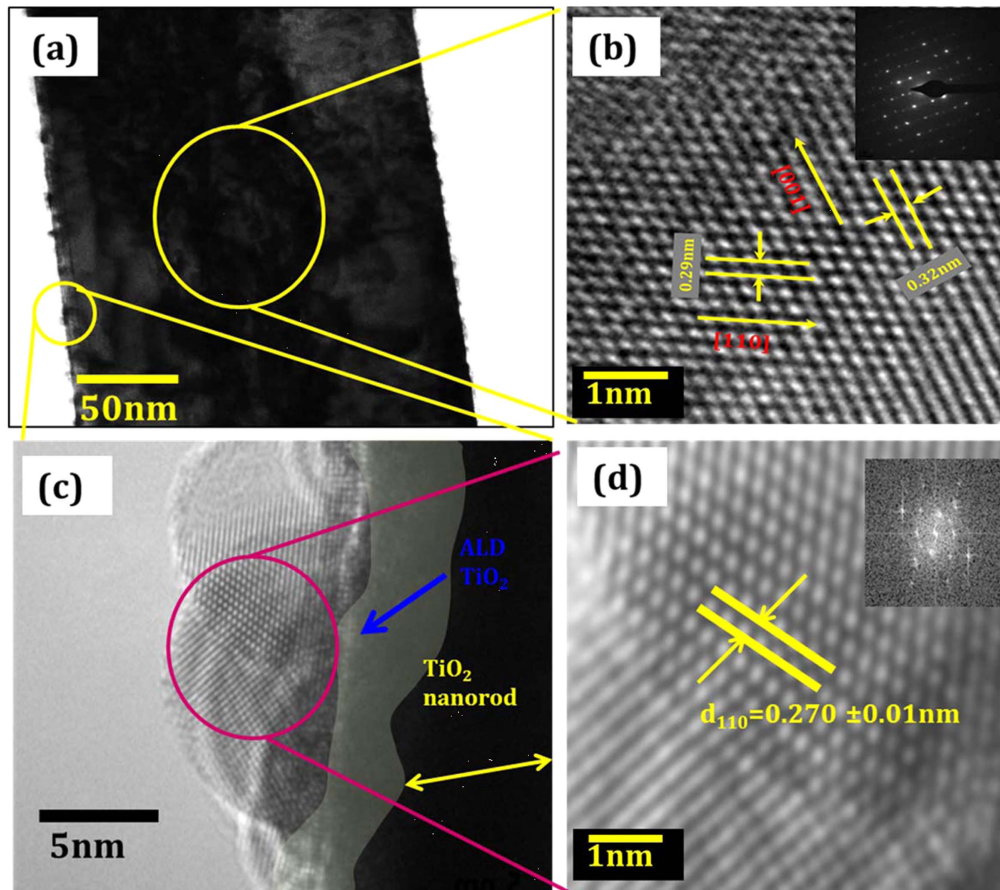 (a)
50nm
(b)
[001]
0.29nm
0.32nm
[110]
1nm
(c)
ALD
TiO₂
TiO₂
nanorod
5nm
(d)
d₁₁₀=0.270 ±0.01nm
1nm